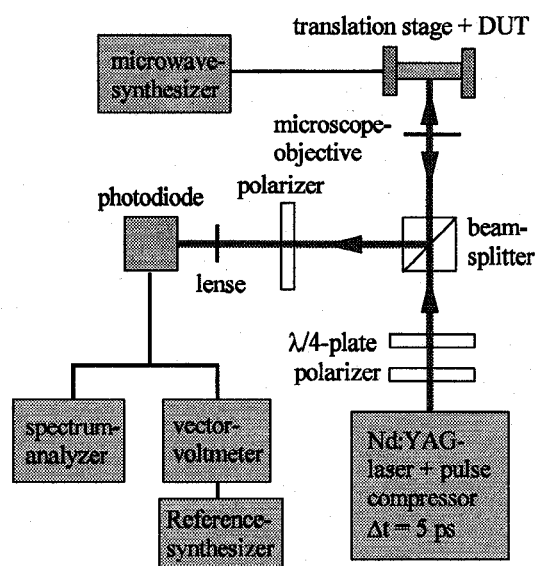 translation stage + DUT
microwave-
synthesizer
microscope-
objective
polarizer
photodiode
beam-
splitter
lense
λ/4-plate
polarizer
spectrum-
analyzer
vector-
voltmeter
Nd:YAG-
laser + pulse
compressor
Δt = 5 ps
Reference-
synthesizer